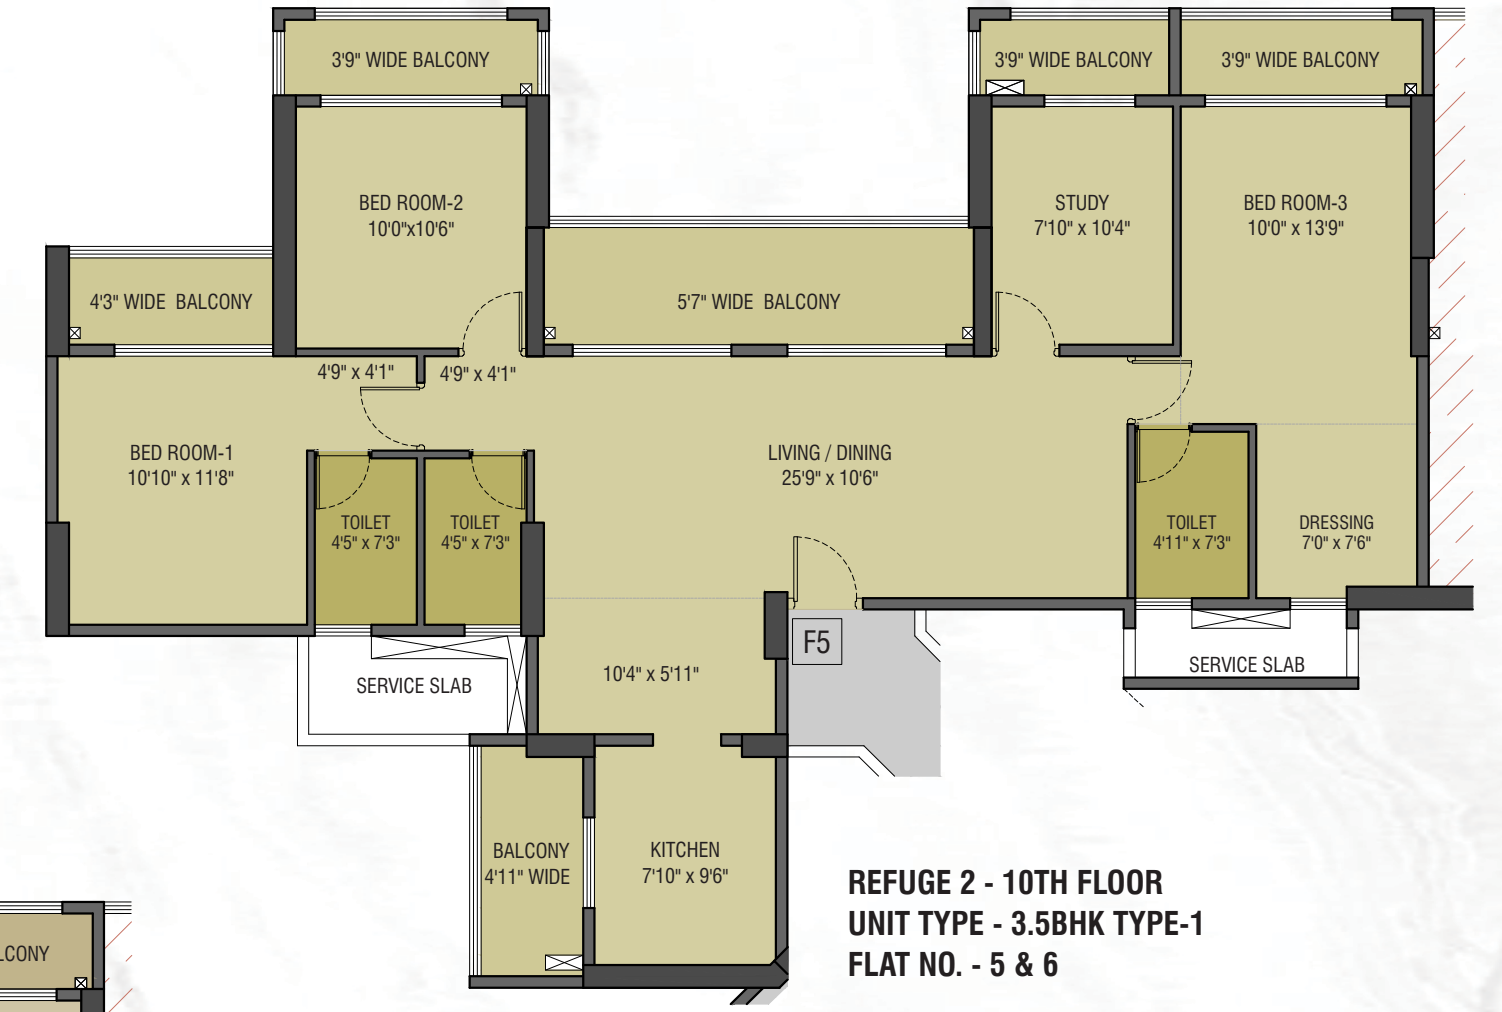 3'9" WIDE BALCONY
3'9" WIDE BALCONY
3'9" WIDE BALCONY
BED ROOM-2
10'0"x10'6"
STUDY
7'10" x 10'4"
BED ROOM-3
10'0" x 13'9"
4'3" WIDE BALCONY
5'7" WIDE BALCONY
4'9" x 4'1"
4'9" x 4'1"
BED ROOM-1
10'10" x 11'8"
LIVING / DINING
25'9" x 10'6"
TOILET
4'5" x 7'3"
TOILET
4'5" x 7'3"
TOILET
4'11" x 7'3"
DRESSING
7'0" x 7'6"
F5
10'4" x 5'11"
SERVICE SLAB
SERVICE SLAB
BALCONY
4'11" WIDE
KITCHEN
7'10" x 9'6"
REFUGE 2 - 10TH FLOOR
UNIT TYPE - 3.5BHK TYPE-1
FLAT NO. - 5 & 6
LCONY